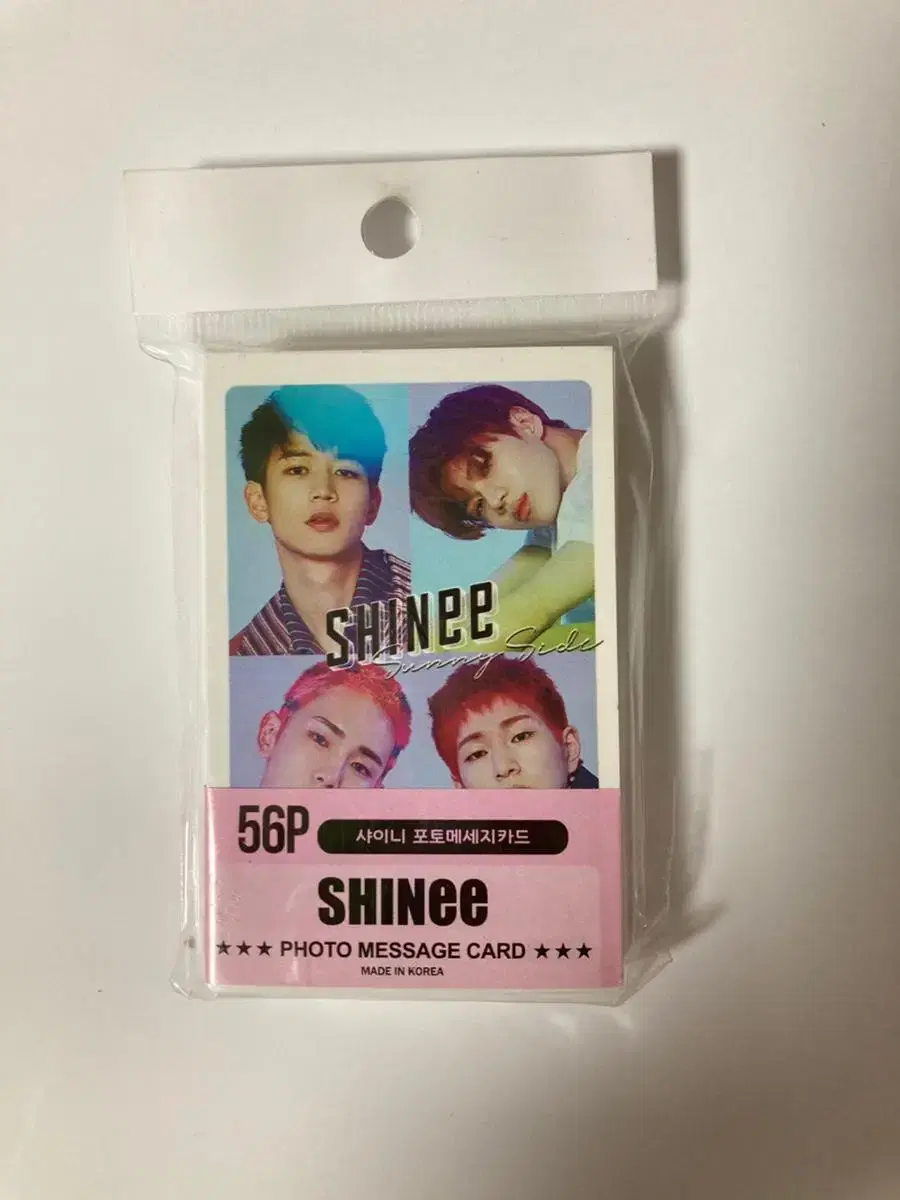 SHINee
Sunny Side
56P
샤이니 포토메세지카드
SHINee
★★★ PHOTO MESSAGE CARD ★★★
MADE IN KOREA